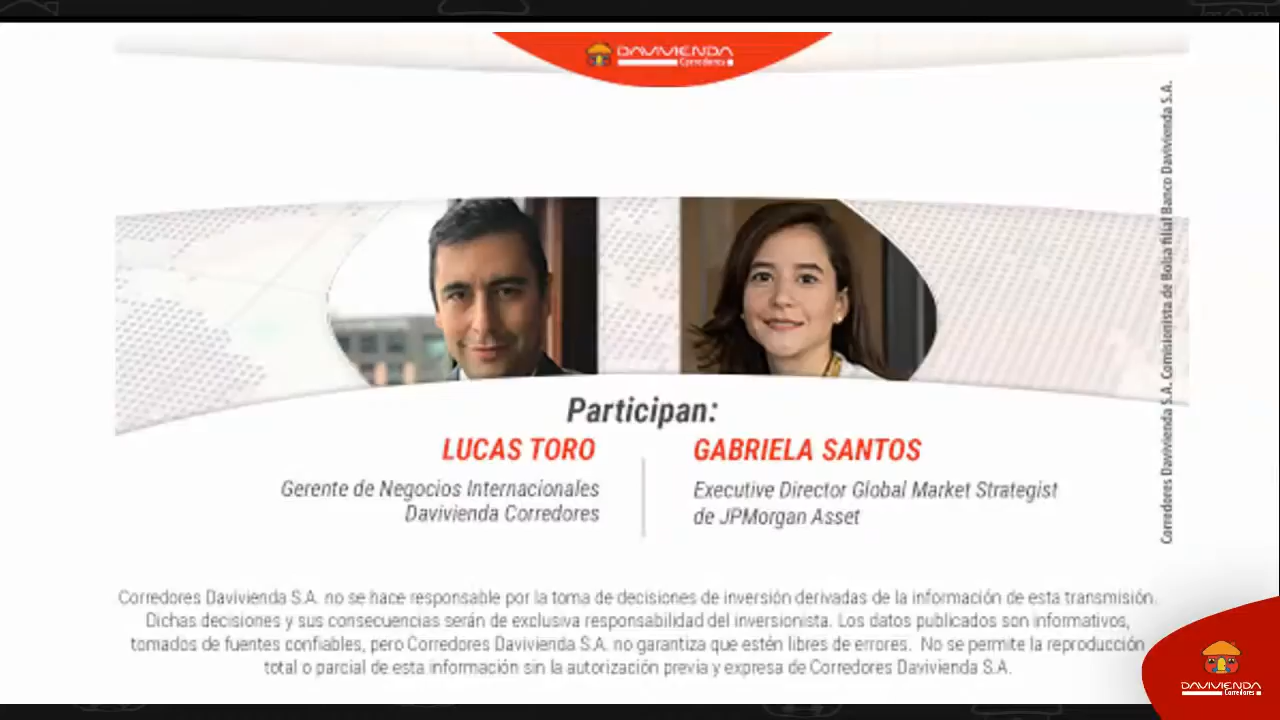 DAVIVIENDA
Corredores
Participan:
LUCAS TORO
Gerente de Negocios Internacionales
Davivienda Corredores
GABRIELA SANTOS
Executive Director Global Market Strategist
de JPMorgan Asset
Corredores Davivienda S.A. no se hace responsable por la toma de decisiones de inversión derivadas de la información de esta transmisión.
Dichas decisiones y sus consecuencias serán de exclusiva responsabilidad del inversionista. Los datos publicados son informativos,
tomados de fuentes confiables, pero Corredores Davivienda S.A. no garantiza que estén libres de errores. No se permite la reproducción
total o parcial de esta información sin la autorización previa y expresa de Corredores Davivienda S.A.
Corredores Davivienda S.A. Comisionista de Bolsa filial Banco Davivienda S.A.
DAVIVIENDA
Corredores